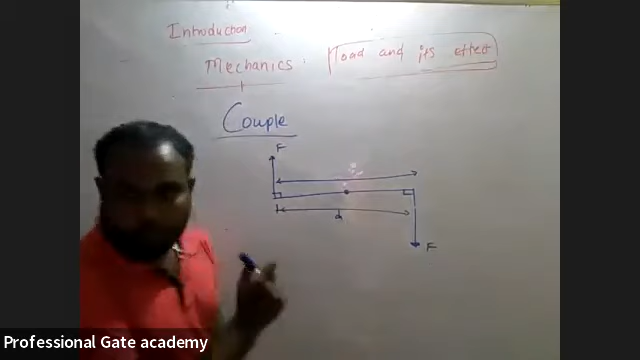 Introduction
Mechanics : load and its effect
Couple
F
d
F
Professional Gate academy